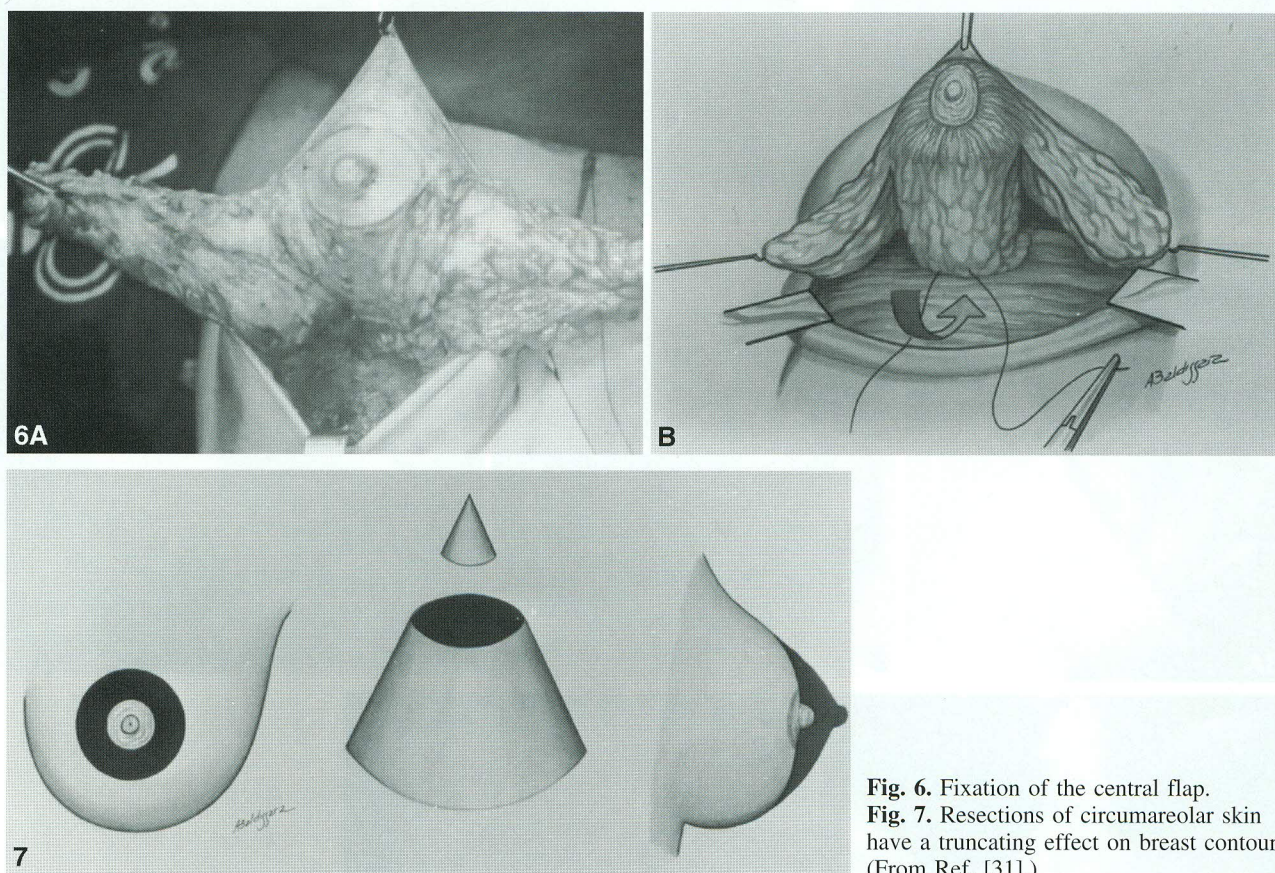 6A
B
7
Fig. 6. Fixation of the central flap.
Fig. 7. Resections of circumareolar skin
have a truncating effect on breast contour
(From Ref. [31].)